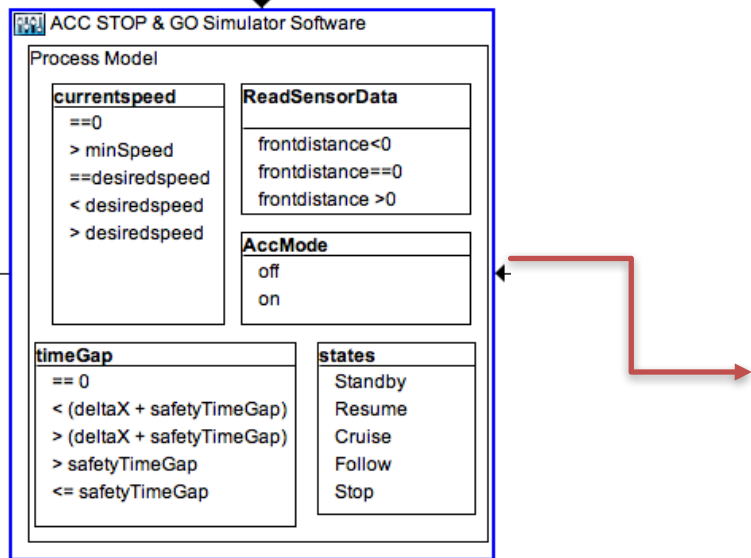 ACC STOP & GO Simulator Software
Process Model
currentspeed
==0
> minSpeed
==desiredspeed
< desiredspeed
> desiredspeed
ReadSensorData
frontdistance<0
frontdistance==0
frontdistance >0
AccMode
off
on
timeGap
== 0
< (deltaX + safetyTimeGap)
> (deltaX + safetyTimeGap)
> safetyTimeGap
<= safetyTimeGap
states
Standby
Resume
Cruise
Follow
Stop